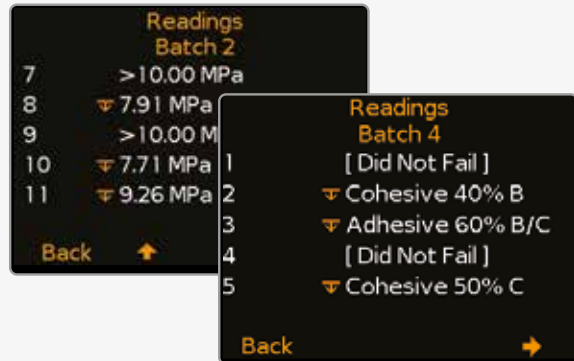 Readings
Batch 2
7 >10.00 MPa
8 7.91 MPa
9 >10.00 M
10 7.71 MPa
11 9.26 MPa
Back
Readings
Batch 4
1 [ Did Not Fail ]
2 Cohesive 40% B
3 Adhesive 60% B/C
4 [ Did Not Fail ]
5 Cohesive 50% C
Back